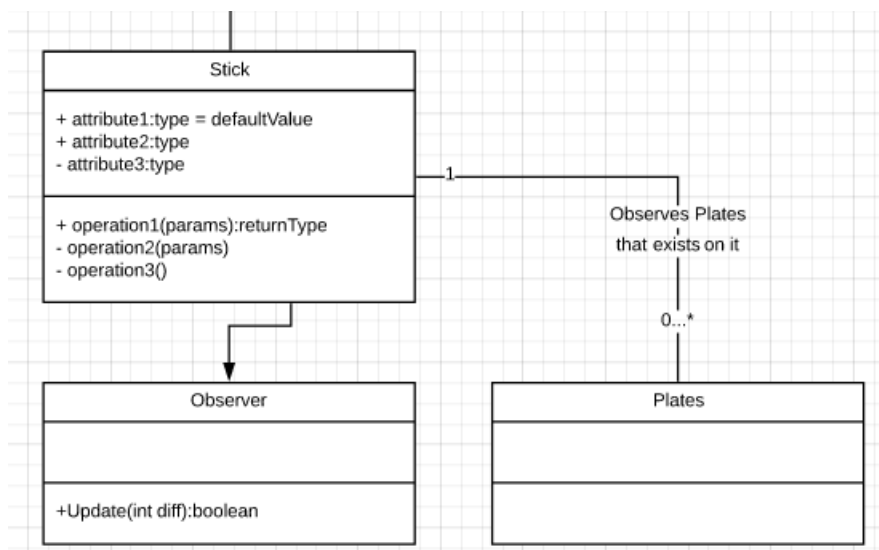 Stick
+ attribute1:type = defaultValue
+ attribute2:type
- attribute3:type
+ operation1(params):returnType
- operation2(params)
- operation3()
1
Observes Plates
that exists on it
0...*
Observer
+Update(int diff):boolean
Plates